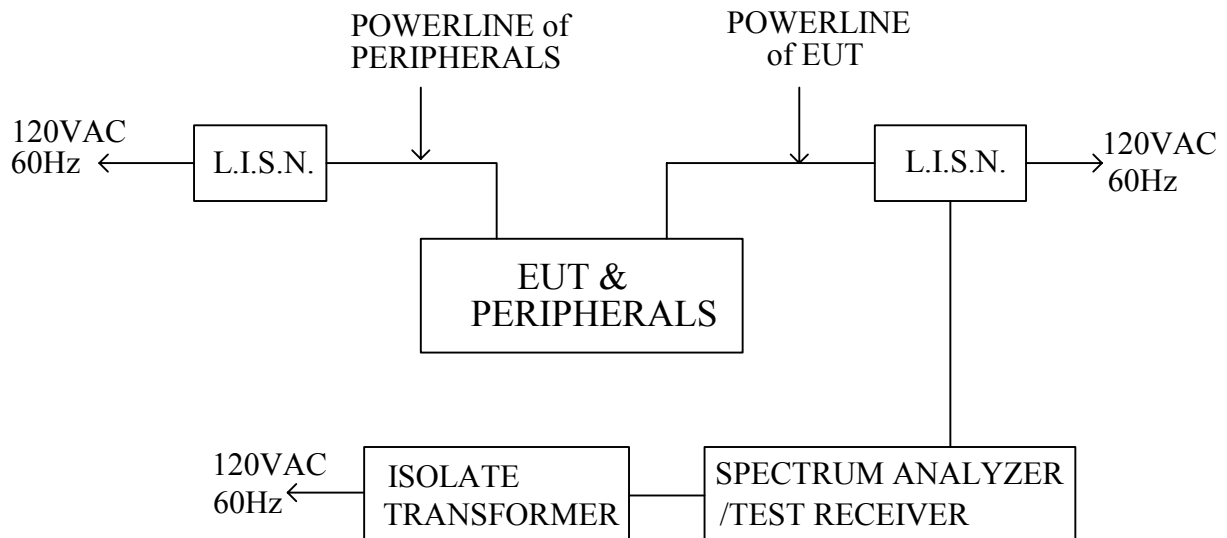 POWERLINE of
PERIPHERALS
POWERLINE
of EUT
120VAC
60Hz
L.I.S.N.
L.I.S.N.
120VAC
60Hz
EUT &
PERIPHERALS
120VAC
60Hz
ISOLATE
TRANSFORMER
SPECTRUM ANALYZER
/TEST RECEIVER